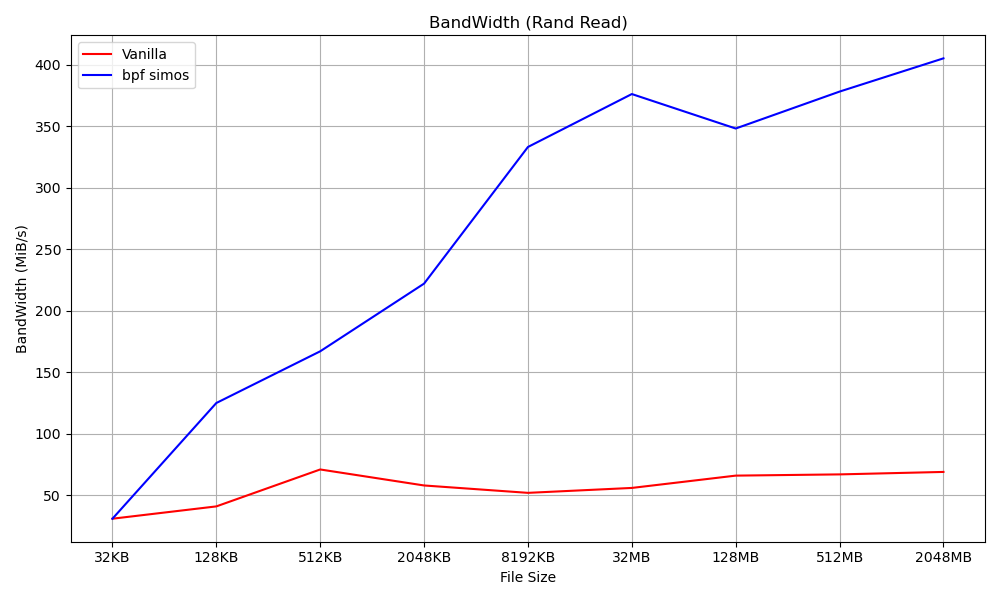 BandWidth (Rand Read)
Vanilla
bpf simos
BandWidth (MiB/s)
400
350
300
250
200
150
100
50
32KB 128KB 512KB 2048KB 8192KB 32MB 128MB 512MB 2048MB
File Size